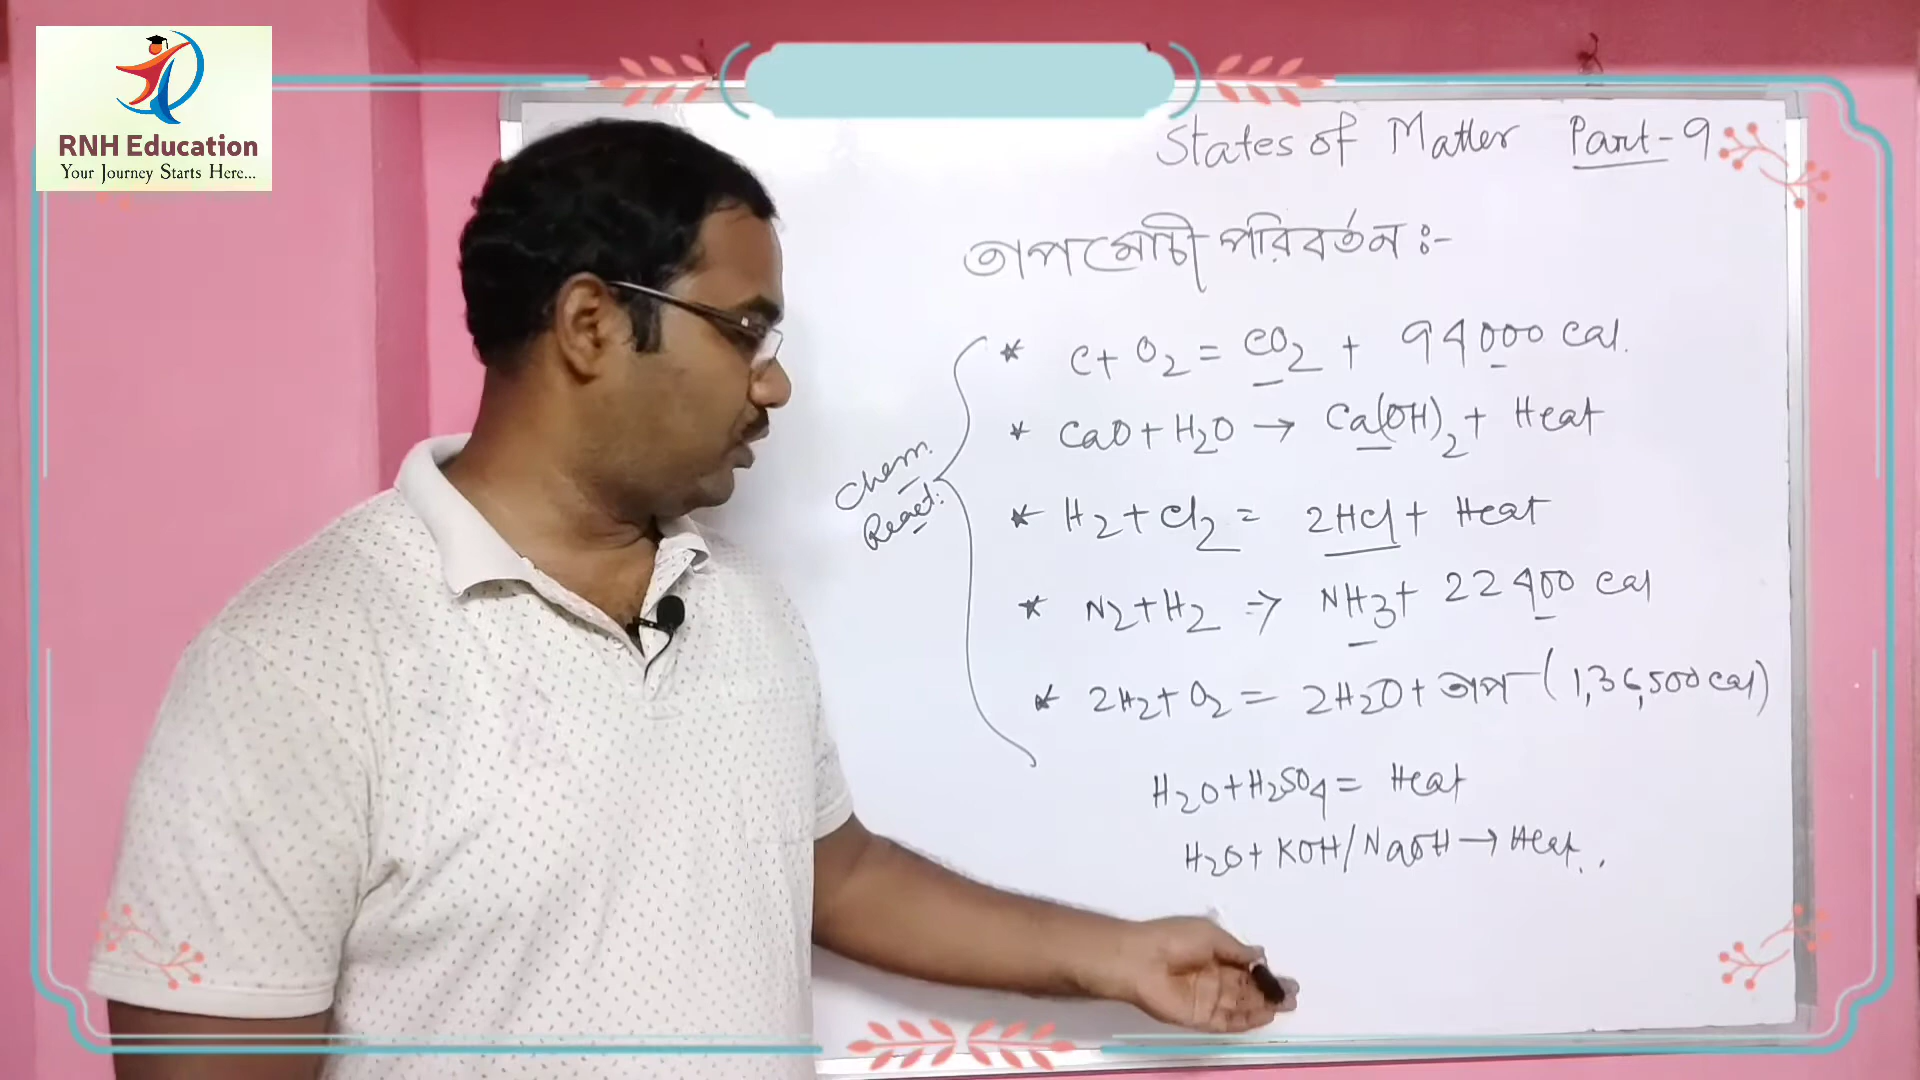 RNH Education
Your Journey Starts Here...
States of Matter Part-9
তাপমোচী পরিবর্তন :-
* C + O₂ = CO₂ + 94000 cal.
* CaO + H₂O → Ca(OH)₂ + Heat
* H₂ + Cl₂ = 2HCl + Heat
* N₂ + H₂ ⇒ NH₃ + 22400 cal
* 2H₂ + O₂ = 2H₂O + তাপ (1,36,500 cal)
Chem.
React.
H₂O + H₂SO₄ = Heat
H₂O + KOH/NaOH → Heat.